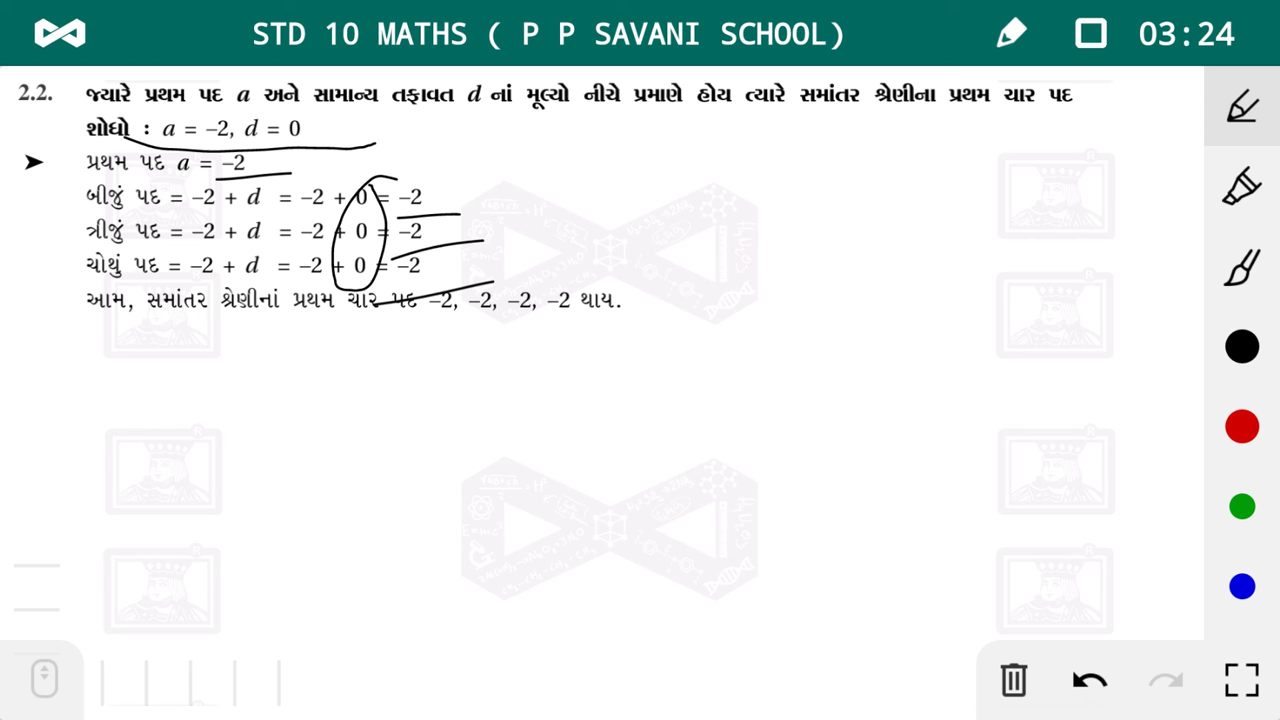 STD 10 MATHS ( P P SAVANI SCHOOL)
03:24
2.2. જ્યારે પ્રથમ પદ a અને સામાન્ય તફાવત d નાં મૂલ્યો નીચે પ્રમાણે હોય ત્યારે સમાંતર શ્રેણીના પ્રથમ ચાર પદ
શોધો : a = –2, d = 0
➤ પ્રથમ પદ a = –2
બીજું પદ = –2 + d = –2 + 0 = –2
ત્રીજું પદ = –2 + d = –2 + 0 = –2
ચોથું પદ = –2 + d = –2 + 0 = –2
આમ, સમાંતર શ્રેણીનાં પ્રથમ ચાર પદ –2, –2, –2, –2 થાય.